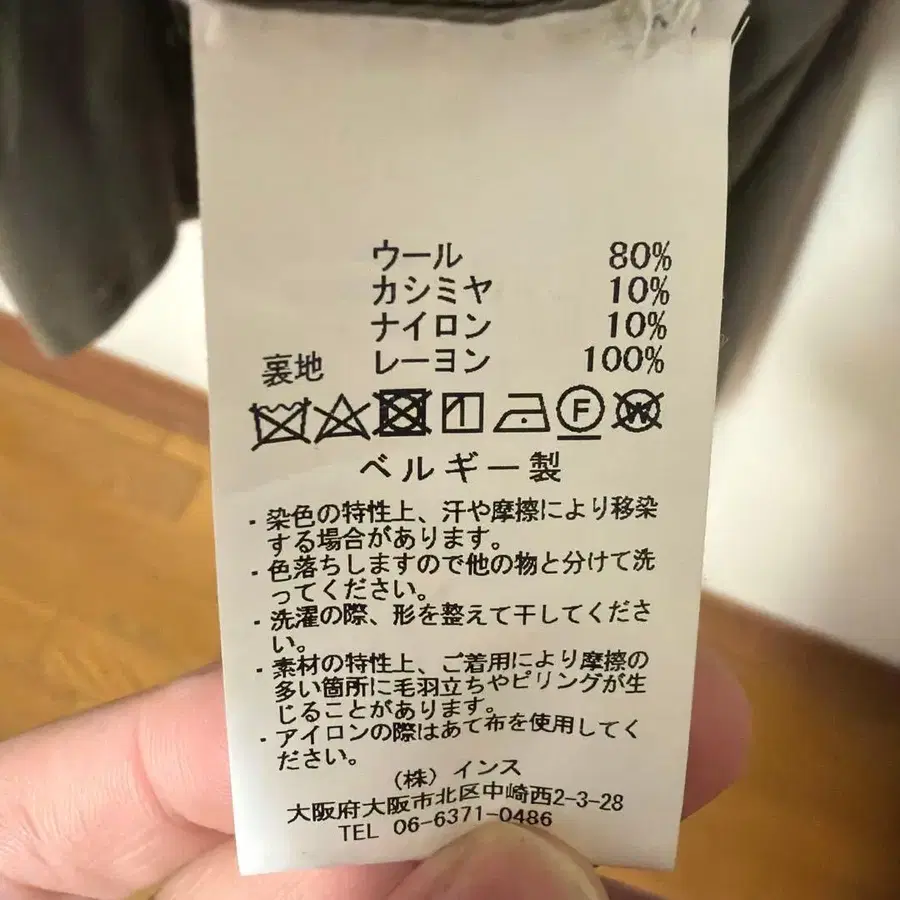 ウール 80%
カシミヤ 10%
ナイロン 10%
裏地 レーヨン 100%
F W
ベルギー製
・染色の特性上、汗や摩擦により移染
する場合があります。
・色落ちしますので他の物と分けて洗
ってください。
・洗濯の際、形を整えて干してくださ
い。
・素材の特性上、ご着用により摩擦の
多い箇所に毛羽立ちやピリングが生
じることがあります。
・アイロンの際はあて布を使用してく
ださい。
(株) インス
大阪府大阪市北区中崎西2-3-28
TEL 06-6371-0486